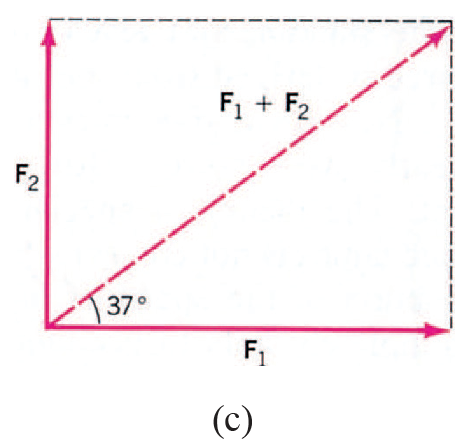 F₁ + F₂
F₂
37°
F₁
(c)